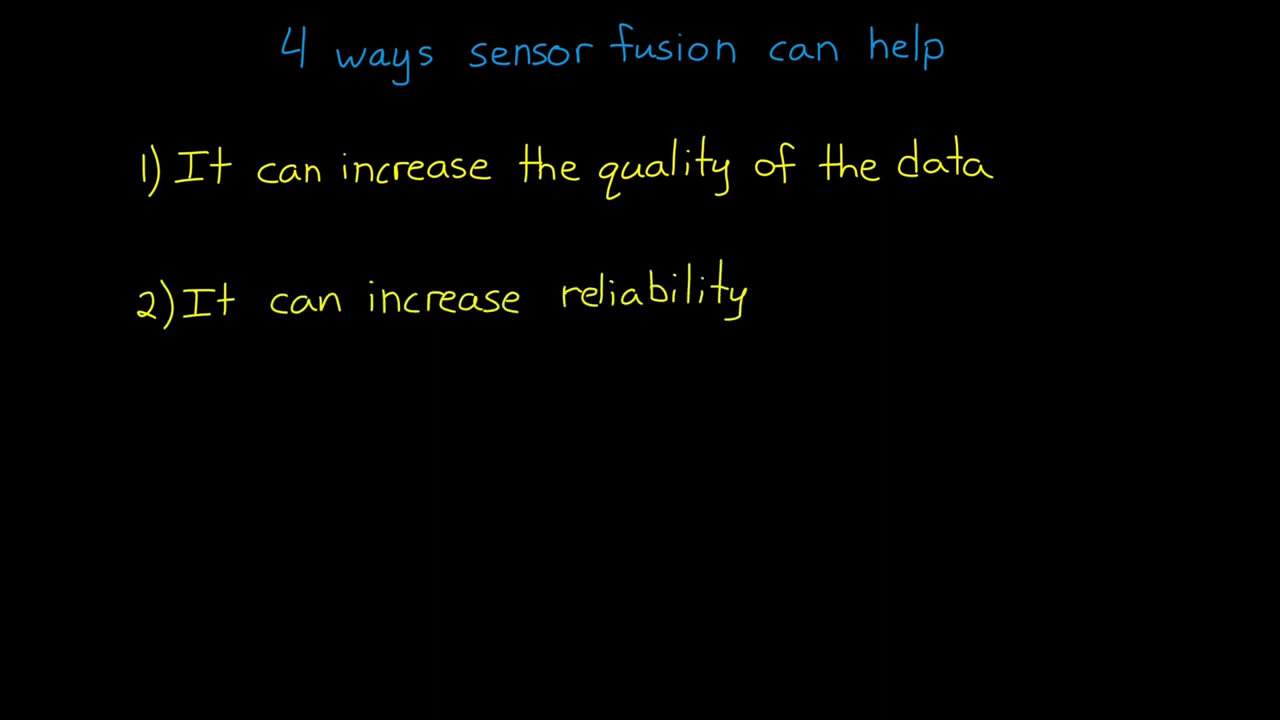 4 ways sensor fusion can help
1) It can increase the quality of the data
2) It can increase reliability